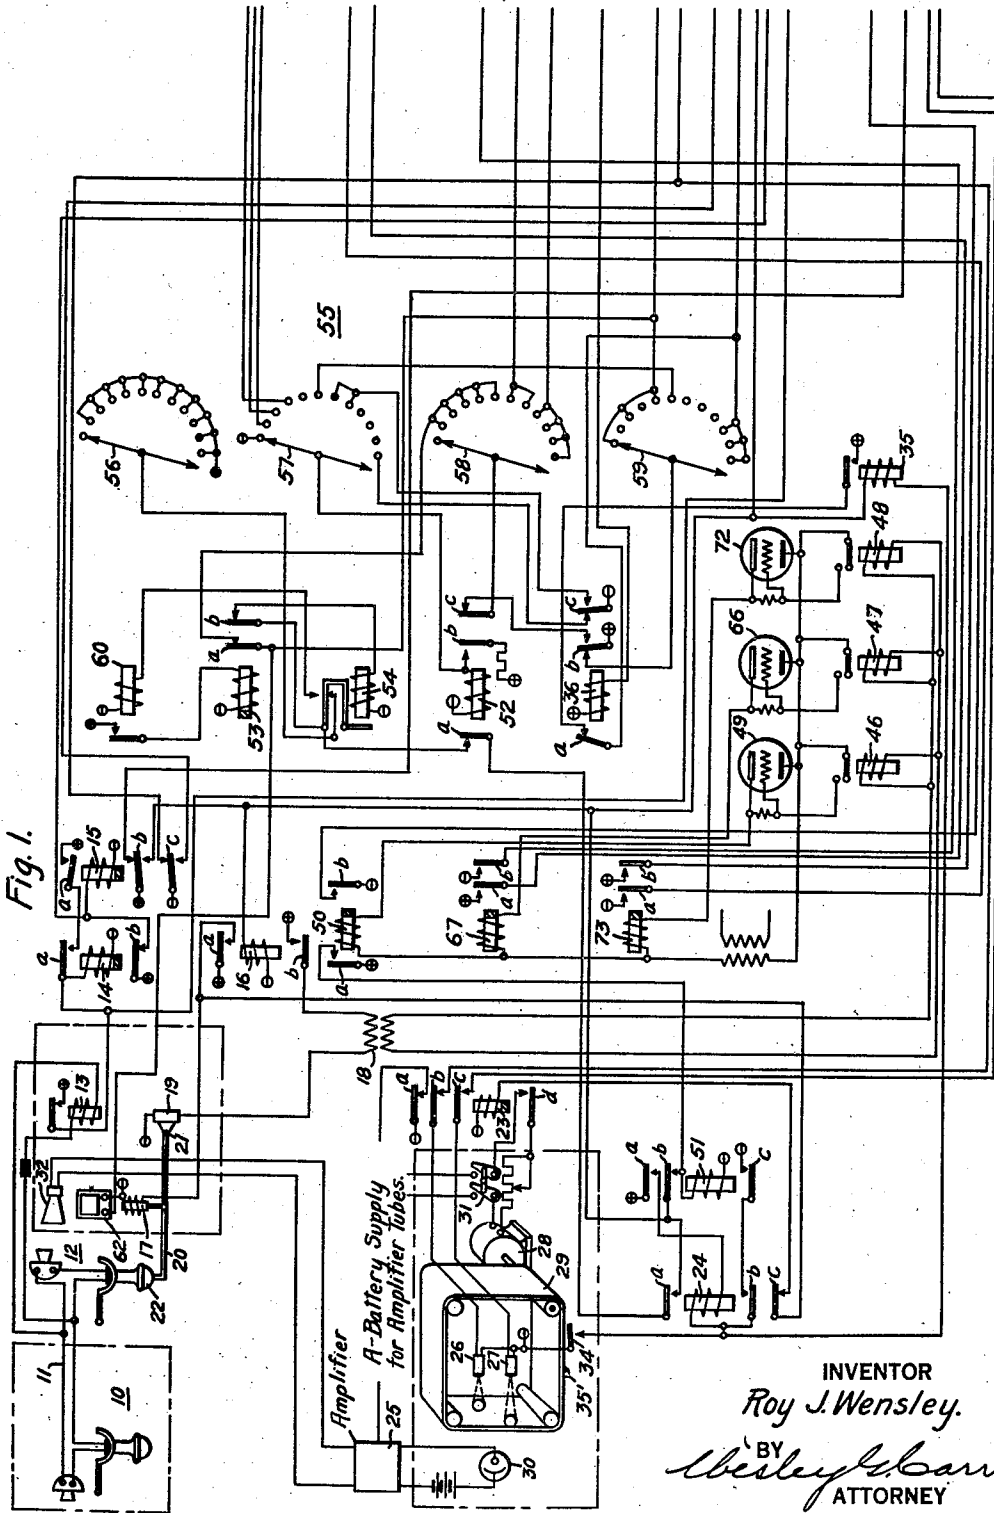 Fig. 1.
55
56
57
58
59
60
a
b
53
54
a
b
c
52
36
a
b
c
72
66
49
48
47
46
35
a
15
b
c
a
14
b
a
16
b
50
a
b
67
a
b
73
a
b
13
32
19
21
12
62
17
20
22
11
10
18
a
b
c
23
d
A-Battery Supply
for Amplifier Tubes.
31
28
29
26
27
34
35'
Amplifier
25
30
a
b
51
c
a
24
b
c
INVENTOR
Roy J. Wensley.
BY
Wesley G. Carr
ATTORNEY